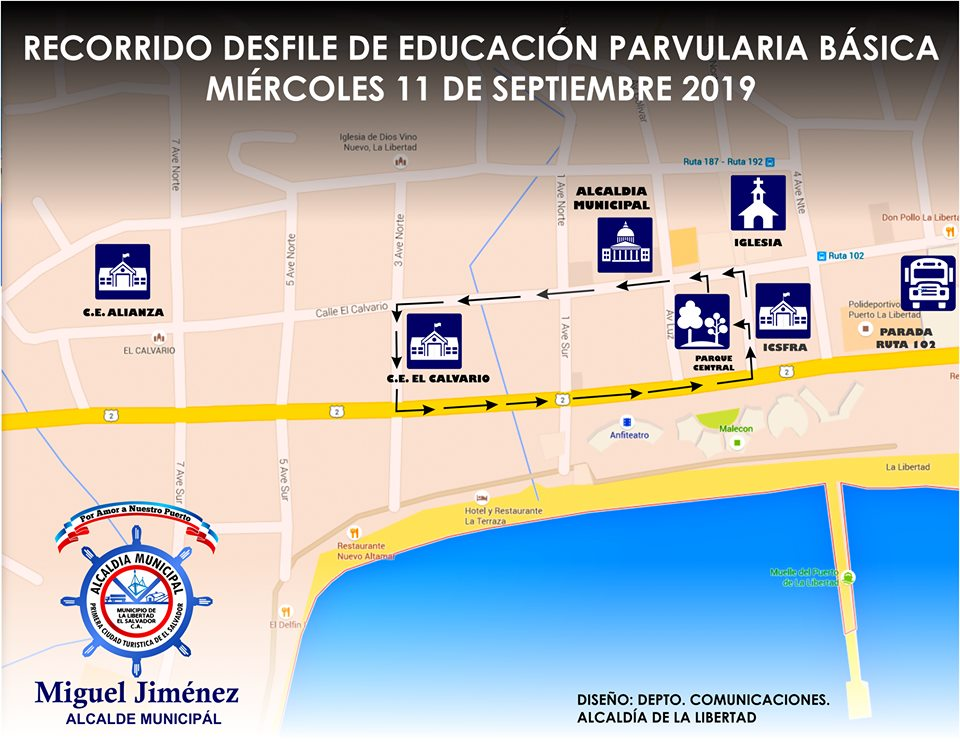 RECORRIDO DESFILE DE EDUCACIÓN PARVULARIA BÁSICA
MIÉRCOLES 11 DE SEPTIEMBRE 2019
Iglesia de Dios Vino
Nuevo, La Libertad
7 Ave Norte
5 Ave Norte
3 Ave Norte
1 Ave Norte
4 Ave Nte
Ruta 187 - Ruta 192
ALCALDIA
MUNICIPAL
IGLESIA
Don Pollo La Liberta
Ruta 102
C.E. ALIANZA
EL CALVARIO
Calle El Calvario
C.E. EL CALVARIO
1 Ave Sur
Av Luz
PARQUE
CENTRAL
ICSFRA
Polideportivo
Puerto La Libertad
PARADA
RUTA 102
2
2
2
2
Anfiteatro
Malecon
La Libertad
7 Ave Sur
5 Ave Sur
Hotel y Restaurante
La Terraza
Restaurante
Nuevo Altamar
El Delfin
Muelle del Puerto
de La Libertad
Por Amor a Nuestro Puerto
ALCALDIA MUNICIPAL
MUNICIPIO DE
LA LIBERTAD
EL SALVADOR
C.A.
PRIMERA CIUDAD TURISTICA DE EL SALVADOR
Miguel Jiménez
ALCALDE MUNICIPÁL
DISEÑO: DEPTO. COMUNICACIONES.
ALCALDÍA DE LA LIBERTAD